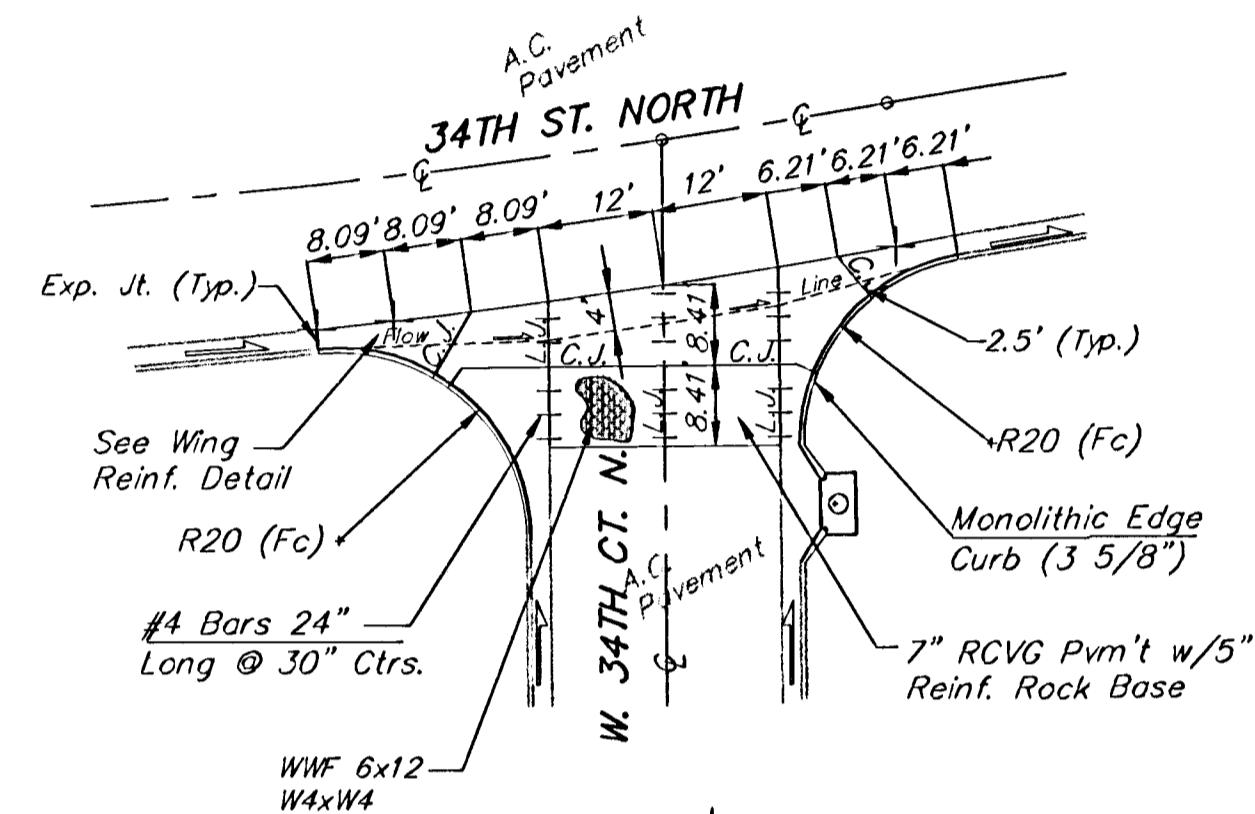 A.C.
Pavement
34TH ST. NORTH
℄
℄
8.09' 8.09' 8.09' 12' 12' 6.21' 6.21' 6.21'
Exp. Jt. (Typ.)
Flow
Line
C.J.
C.J.
4'
8.41'
8.41'
L.J.
C.J.
C.J.
L.J.
L.J.
2.5' (Typ.)
See Wing
Reinf. Detail
R20 (Fc)
R20 (Fc)
Monolithic Edge
Curb (3 5/8")
#4 Bars 24"
Long @ 30" Ctrs.
W. 34TH CT. N.
A.C.
Pavement
℄
7" RCVG Pvm't w/5"
Reinf. Rock Base
WWF 6x12
W4xW4